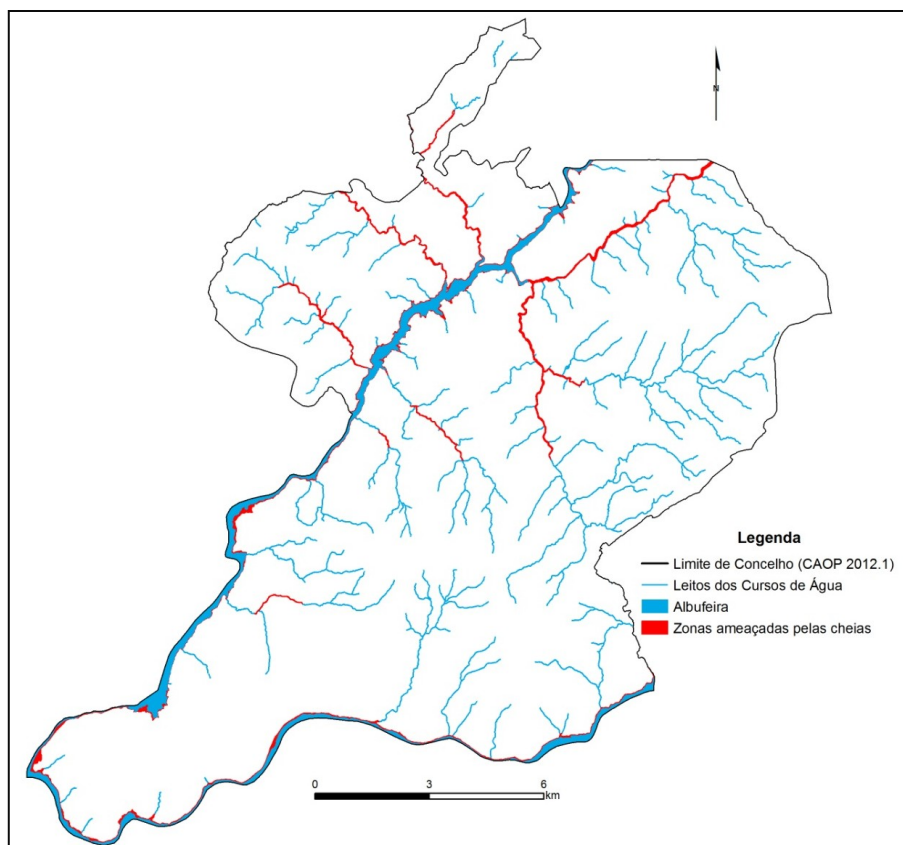 N
Legenda
Limite de Concelho (CAOP 2012.1)
Leitos dos Cursos de Água
Albufeira
Zonas ameaçadas pelas cheias
0 3 6
km